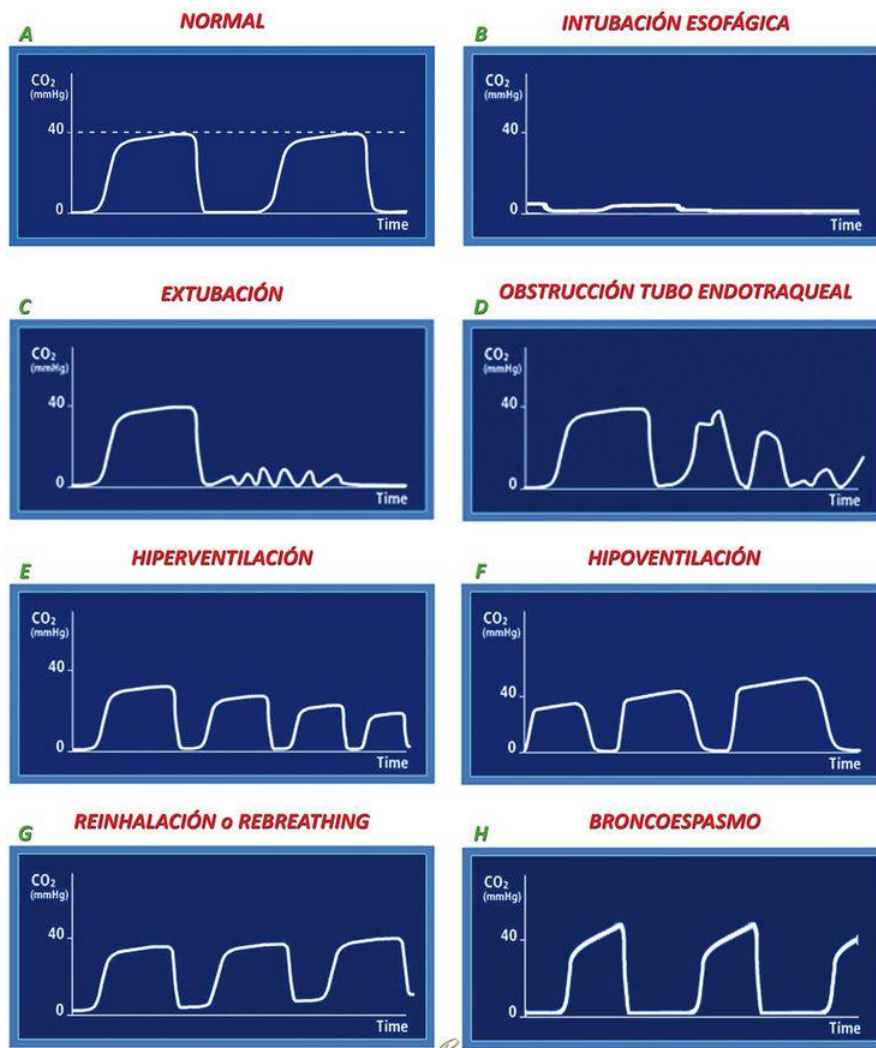 A
NORMAL
CO₂
(mmHg)
40
0
Time
B
INTUBACIÓN ESOFÁGICA
CO₂
(mmHg)
40
0
Time
C
EXTUBACIÓN
CO₂
(mmHg)
40
0
Time
D
OBSTRUCCIÓN TUBO ENDOTRAQUEAL
CO₂
(mmHg)
40
0
Time
E
HIPERVENTILACIÓN
CO₂
(mmHg)
40
0
Time
F
HIPOVENTILACIÓN
CO₂
(mmHg)
40
0
Time
G
REINHALACIÓN o REBREATHING
CO₂
(mmHg)
40
0
Time
H
BRONCOESPASMO
CO₂
(mmHg)
40
0
Time